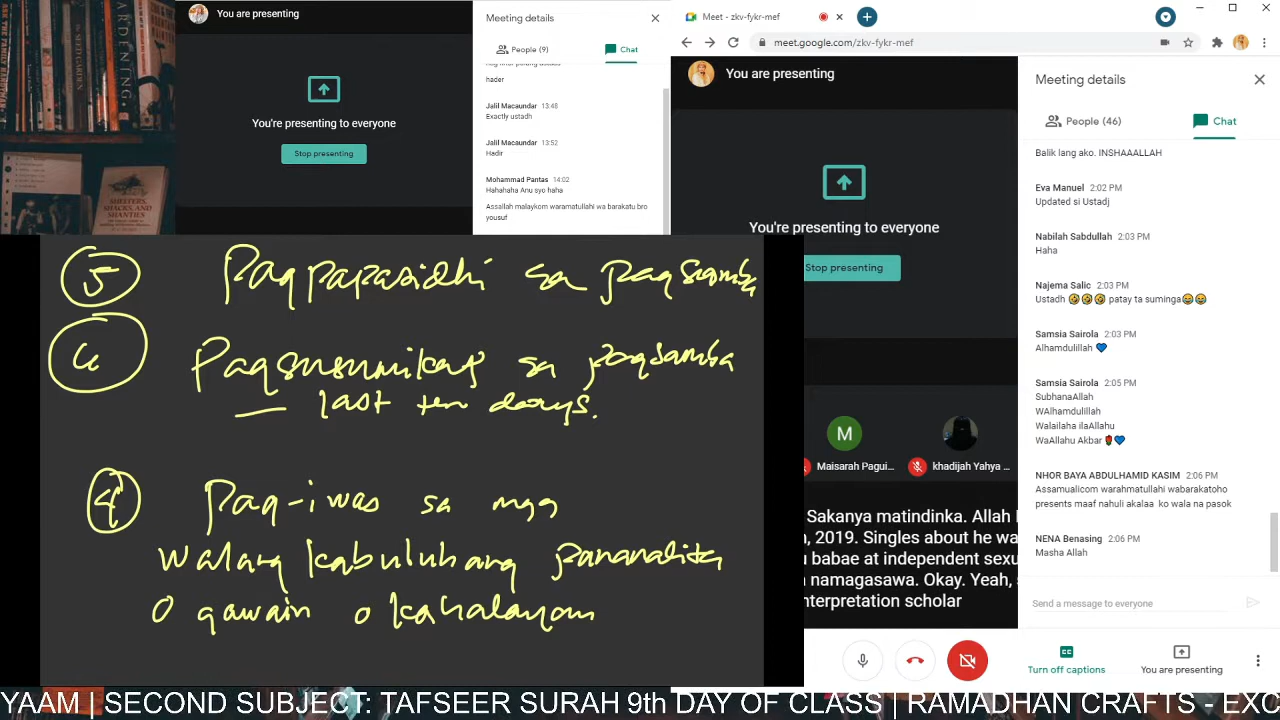 You are presenting
You're presenting to everyone
Stop presenting
Meeting details
People (9)
Chat
hader
Jalil Macaundar 13:48
Exactly ustadh
Jalil Macaundar 13:52
Hadir
Mohammad Pantas 14:02
Hahahaha Anu syo haha
Assallah malaykom waramatullahi wa barakatu bro
yousuf
Meet - zkv-fykr-mef
meet.google.com/zkv-fykr-mef
You are presenting
You're presenting to everyone
Stop presenting
Maisarah Pagui...
khadijah Yahya ...
M
Sakanya matindinka. Allah
, 2019. Singles about he wa
babae at independent sexu
namagasawa. Okay. Yeah,
nterpretation scholar
Meeting details
People (46)
Chat
Balik lang ako. INSHAAALLAH
Eva Manuel 2:02 PM
Updated si Ustadj
Nabilah Sabdullah 2:03 PM
Haha
Najema Salic 2:03 PM
Ustadh 🤣🤣🤣 patay ta suminga😂😂
Samsia Sairola 2:03 PM
Alhamdulillah 💙
Samsia Sairola 2:05 PM
SubhanaAllah
WAlhamdulillah
Walailaha ilaAllahu
WaAllahu Akbar 🌹💙
NHOR BAYA ABDULHAMID KASIM 2:06 PM
Assamualicom warahmatullahi wabarakatoho
presents maaf nahuli akalaa ko wala na pasok
NENA Benasing 2:06 PM
Masha Allah
Send a message to everyone
Turn off captions
You are presenting
5 Pagpapasidhi sa pagsamba
Pagsusumikap sa pagsamba
last ten days.
Pag-iwas sa mga
walang kabuluhang pananalita
o gawain o kahalayan
SHELTERS,
SHACKS, AND
SHANTIES
YAAM | SECOND SUBJECT: TAFSEER SURAH 9th DAY OF CLASS | RAMADHAN CRAFTS - EXC